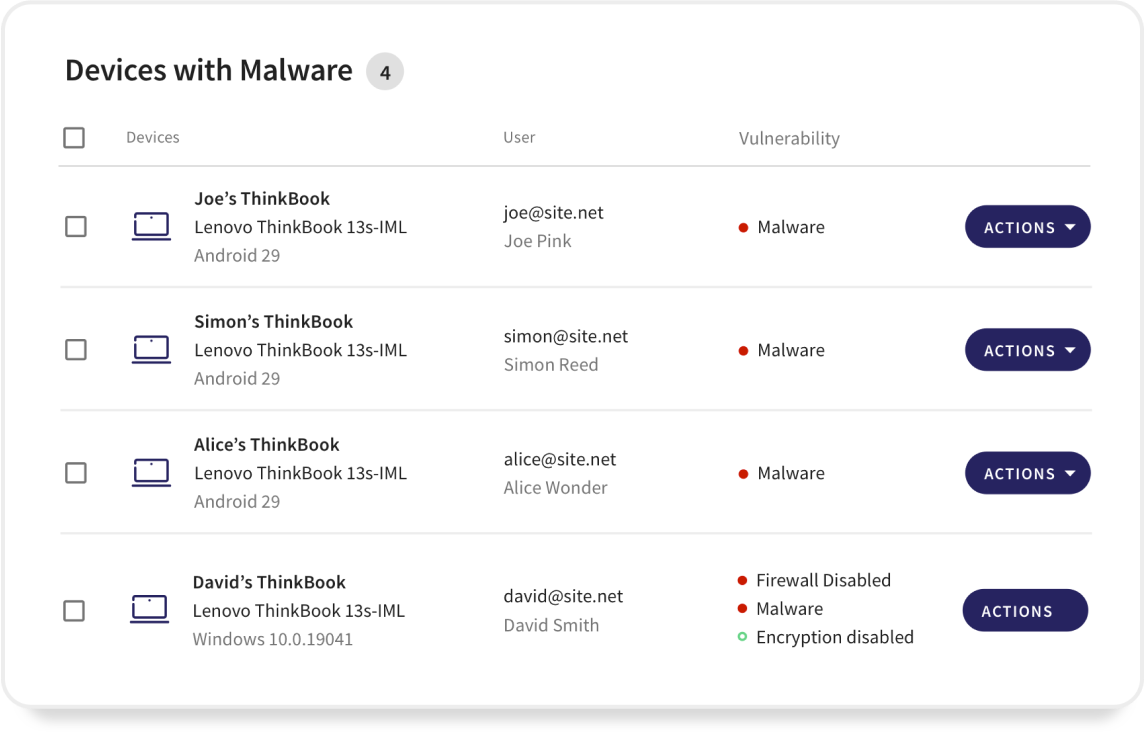 Devices with Malware 4
Devices User Vulnerability
Joe’s ThinkBook
Lenovo ThinkBook 13s-IML
Android 29
joe@site.net
Joe Pink
Malware
ACTIONS
Simon’s ThinkBook
Lenovo ThinkBook 13s-IML
Android 29
simon@site.net
Simon Reed
Malware
ACTIONS
Alice’s ThinkBook
Lenovo ThinkBook 13s-IML
Android 29
alice@site.net
Alice Wonder
Malware
ACTIONS
David’s ThinkBook
Lenovo ThinkBook 13s-IML
Windows 10.0.19041
david@site.net
David Smith
Firewall Disabled
Malware
Encryption disabled
ACTIONS